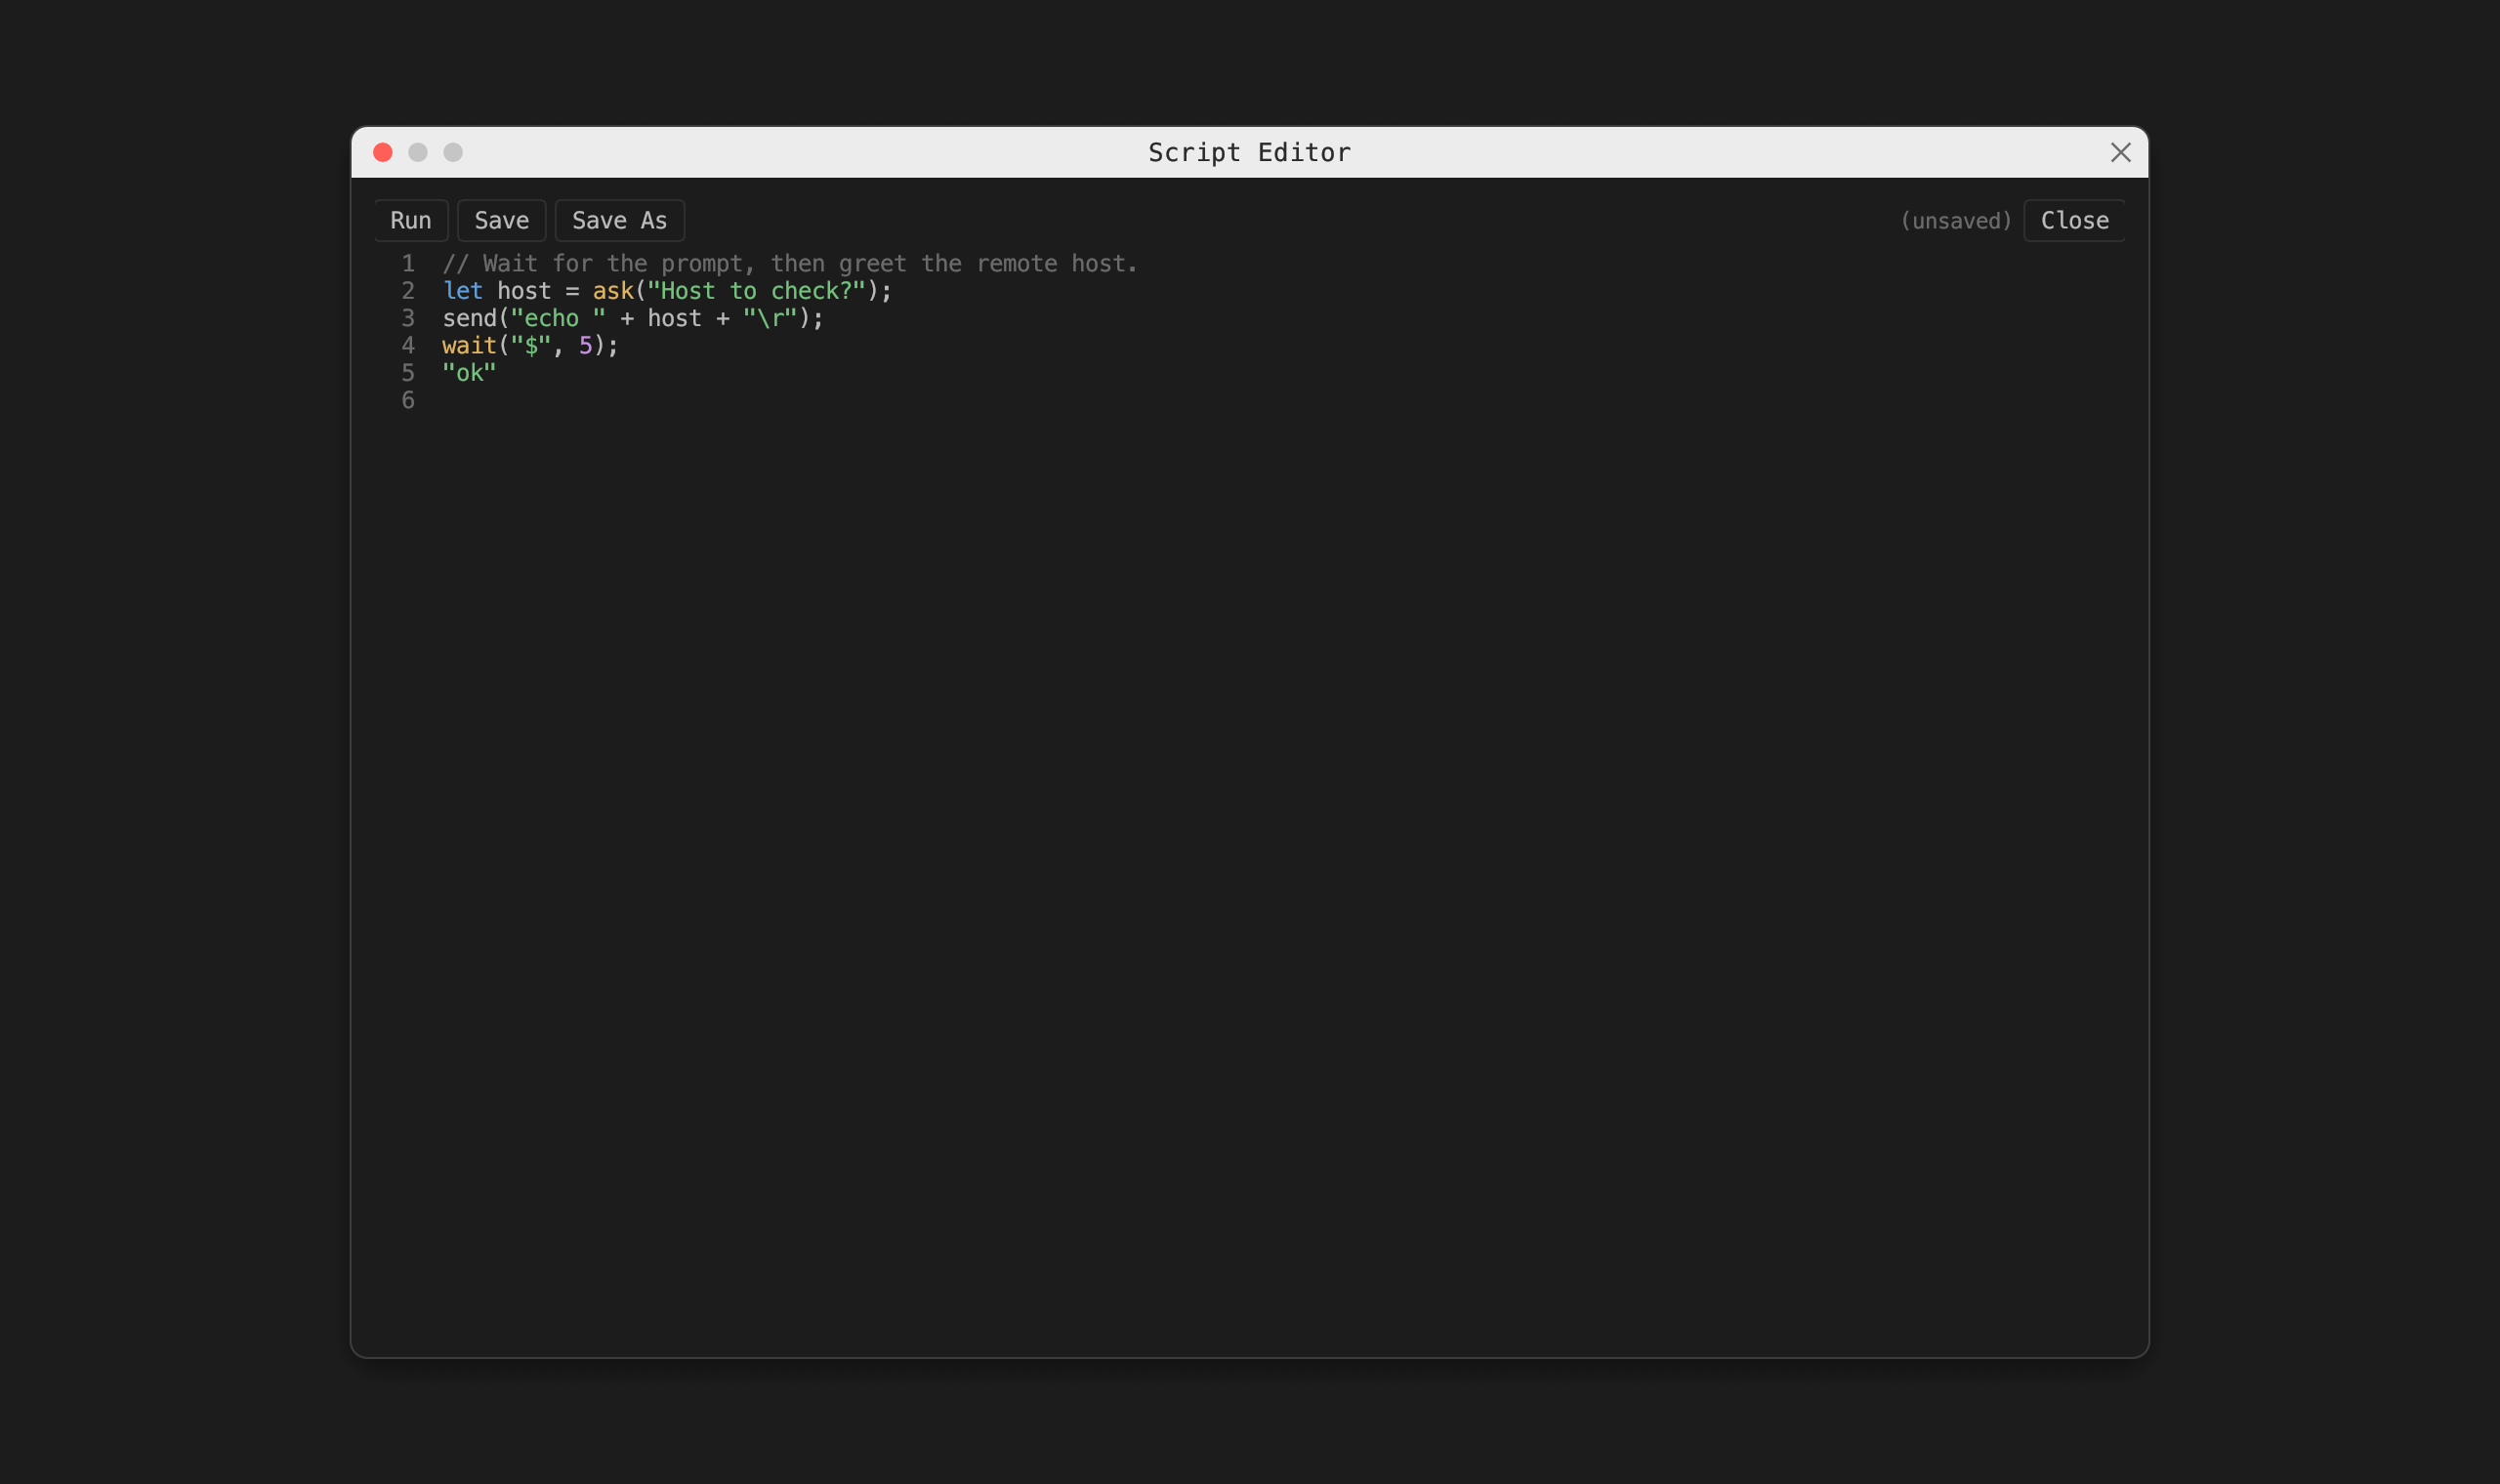 Script Editor
Run Save Save As (unsaved) Close
1 // Wait for the prompt, then greet the remote host.
2 let host = ask("Host to check?");
3 send("echo " + host + "\r");
4 wait("$", 5);
5 "ok"
6